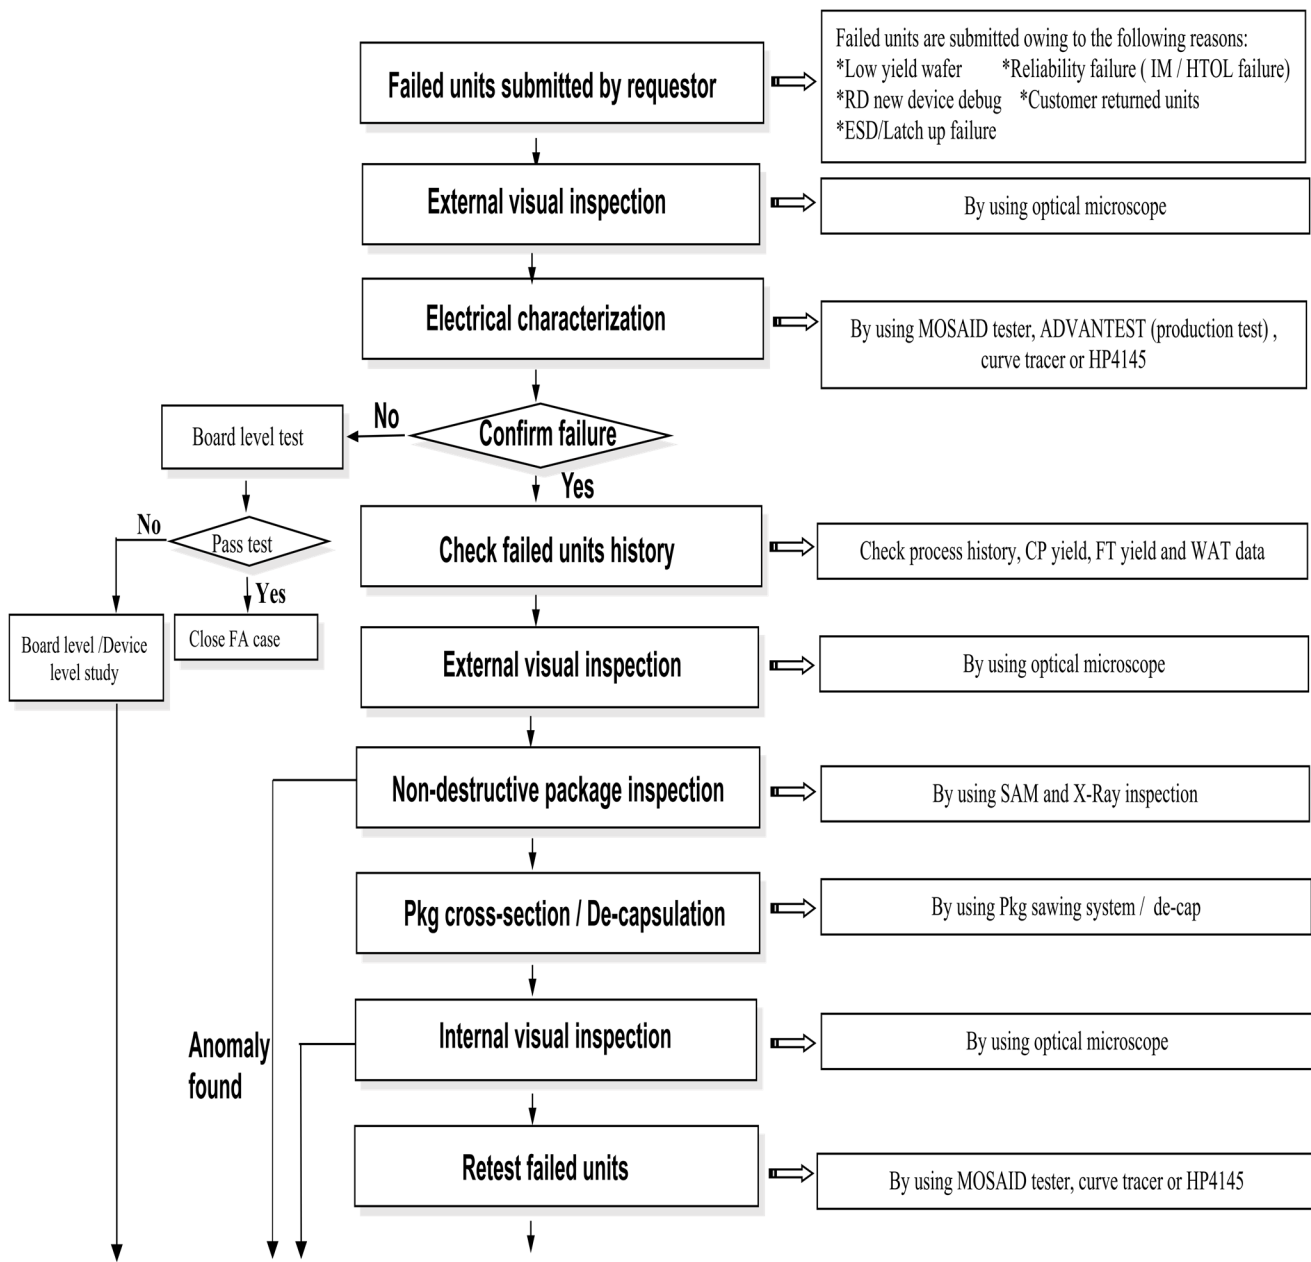 Failed units submitted by requestor
Failed units are submitted owing to the following reasons:
*Low yield wafer *Reliability failure ( IM / HTOL failure)
*RD new device debug *Customer returned units
*ESD/Latch up failure
External visual inspection
By using optical microscope
Electrical characterization
By using MOSAID tester, ADVANTEST (production test) ,
curve tracer or HP4145
Confirm failure
No
Board level test
Yes
Pass test
No
Yes
Board level /Device
level study
Close FA case
Check failed units history
Check process history, CP yield, FT yield and WAT data
External visual inspection
By using optical microscope
Non-destructive package inspection
By using SAM and X-Ray inspection
Pkg cross-section / De-capsulation
By using Pkg sawing system / de-cap
Anomaly
found
Internal visual inspection
By using optical microscope
Retest failed units
By using MOSAID tester, curve tracer or HP4145